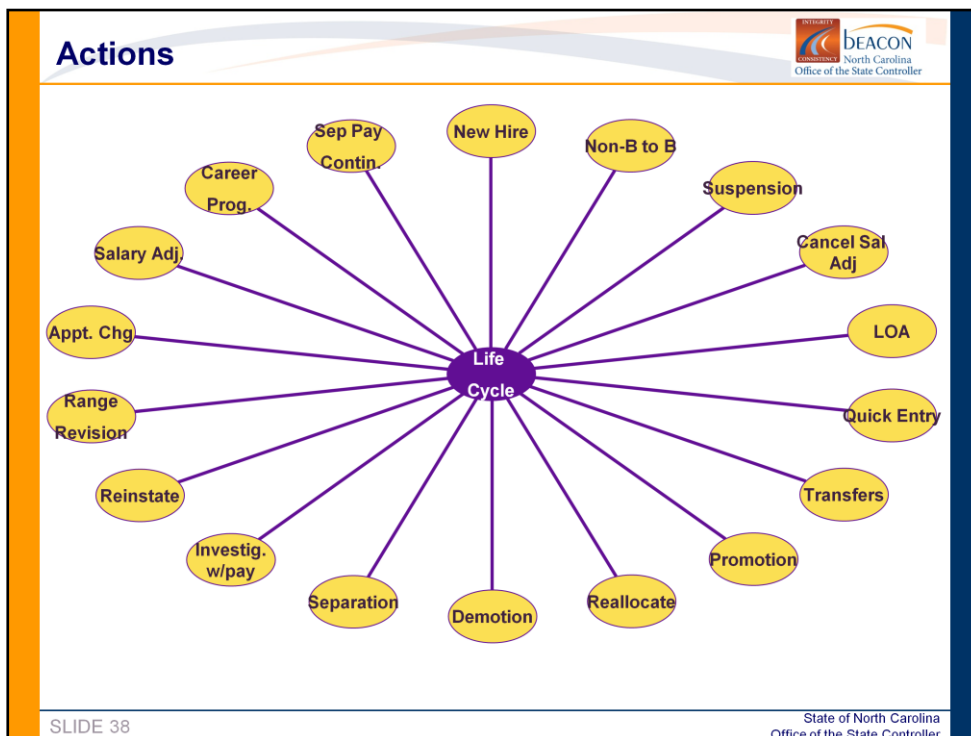 Actions
INTEGRITY
CONSISTENCY
beacon
North Carolina
Office of the State Controller
New Hire
Non-B to B
Suspension
Cancel Sal
Adj
LOA
Quick Entry
Transfers
Promotion
Reallocate
Demotion
Separation
Investig.
w/pay
Reinstate
Range
Revision
Appt. Chg
Salary Adj.
Career
Prog.
Sep Pay
Contin.
Life
Cycle
SLIDE 38
State of North Carolina
Office of the State Controller